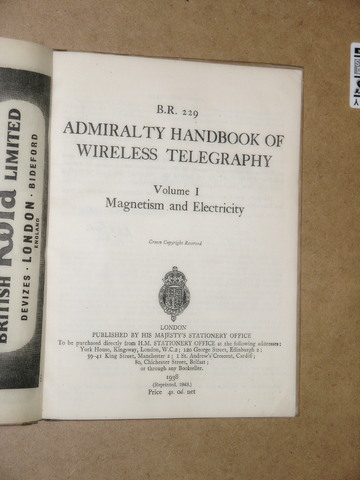 BRITISH Rola LIMITED
DEVIZES · LONDON · BIDEFORD
ENGLAND
B.R. 229
ADMIRALTY HANDBOOK OF
WIRELESS TELEGRAPHY
Volume I
Magnetism and Electricity
Crown Copyright Reserved
LONDON
PUBLISHED BY HIS MAJESTY'S STATIONERY OFFICE
To be purchased directly from H.M. STATIONERY OFFICE at the following addresses;
York House, Kingsway, London, W.C.2; 120 George Street, Edinburgh 2;
39-41 King Street, Manchester 2; 1 St. Andrew's Crescent, Cardiff;
80, Chichester Street, Belfast;
or through any Bookseller.
1938
(Reprinted, 1943)
Price 4s. 0d. net